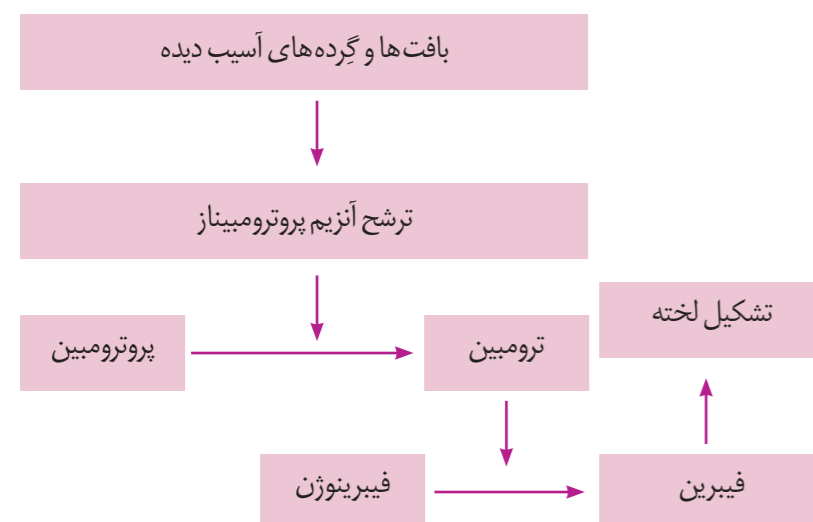 بافت‌ها و گِرده‌های آسیب دیده
ترشح آنزیم پروترومبیناز
تشکیل لخته
پروترومبین
ترومبین
فیبرینوژن
فیبرین